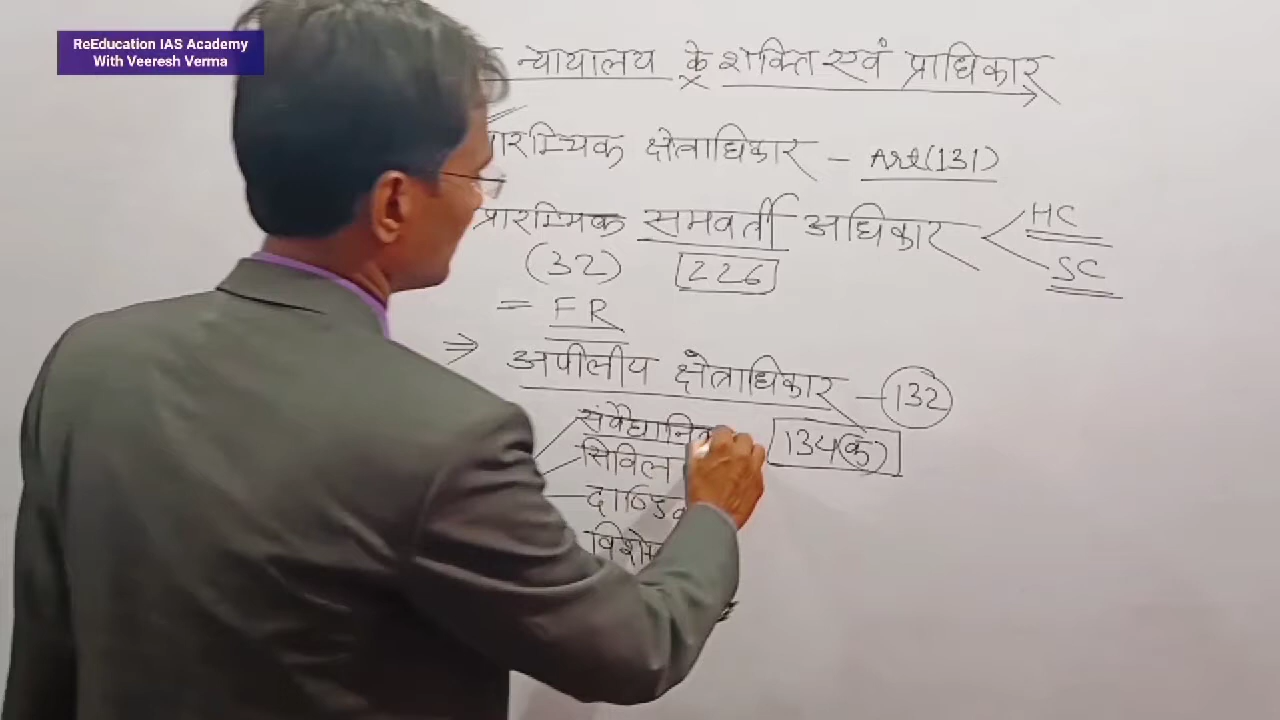 ReEducation IAS Academy
With Veeresh Verma
न्यायालय के शक्ति एवं प्राधिकार
प्रारम्भिक क्षेत्राधिकार - Art(131)
प्रारम्भिक समवर्ती अधिकार < HC
SC
(32) 226
= FR
⇒ अपीलीय क्षेत्राधिकार - 132
134(क)
सिविल